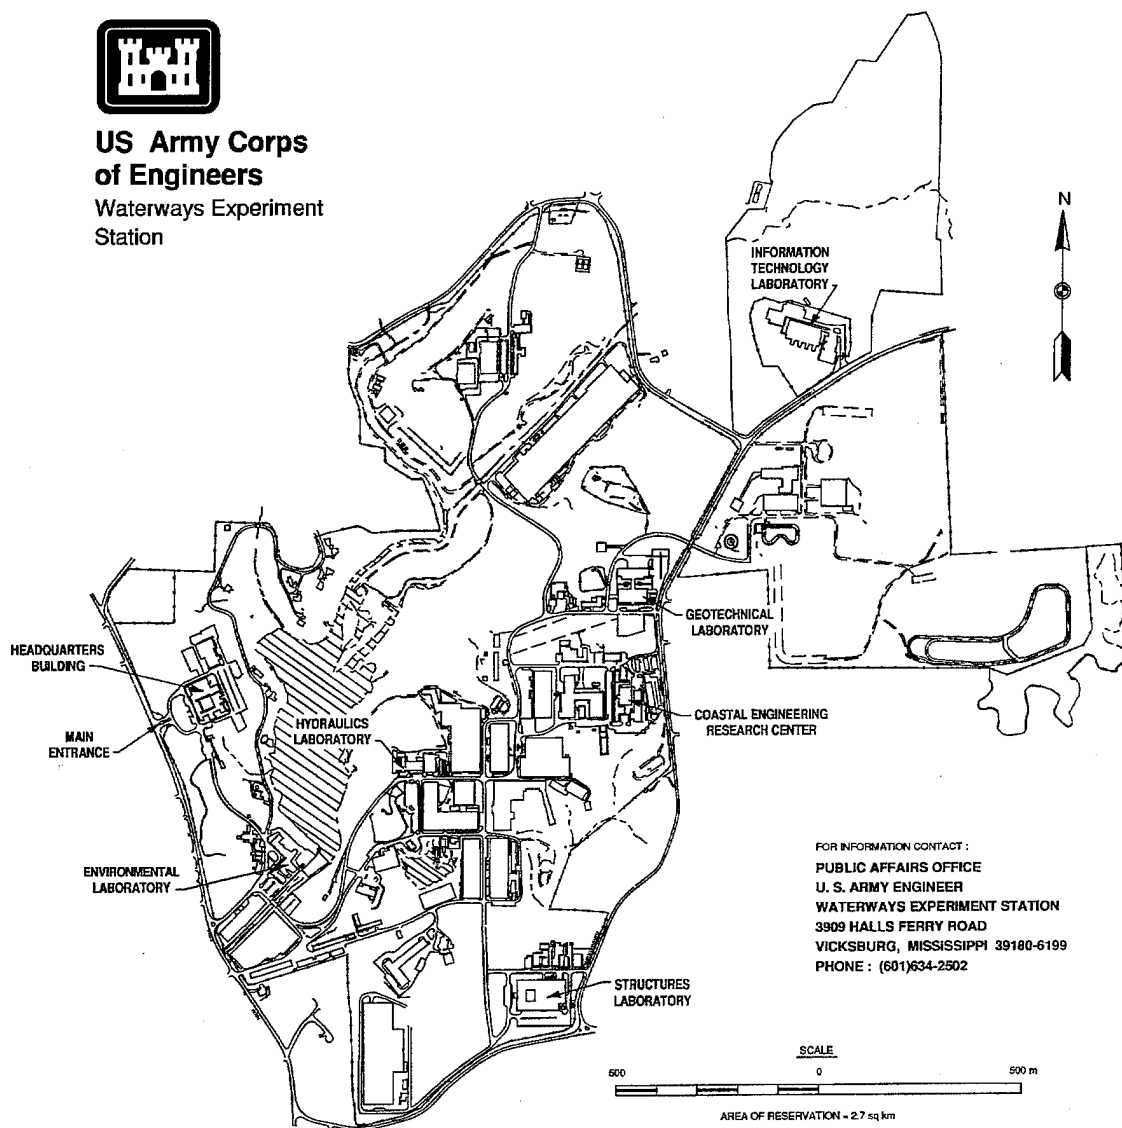 US Army Corps
of Engineers
Waterways Experiment
Station
N
INFORMATION
TECHNOLOGY
LABORATORY
GEOTECHNICAL
LABORATORY
HEADQUARTERS
BUILDING
MAIN
ENTRANCE
HYDRAULICS
LABORATORY
COASTAL ENGINEERING
RESEARCH CENTER
ENVIRONMENTAL
LABORATORY
STRUCTURES
LABORATORY
FOR INFORMATION CONTACT :
PUBLIC AFFAIRS OFFICE
U. S. ARMY ENGINEER
WATERWAYS EXPERIMENT STATION
3909 HALLS FERRY ROAD
VICKSBURG, MISSISSIPPI 39180-6199
PHONE : (601)634-2502
SCALE
500 0 500 m
AREA OF RESERVATION = 2.7 sq km